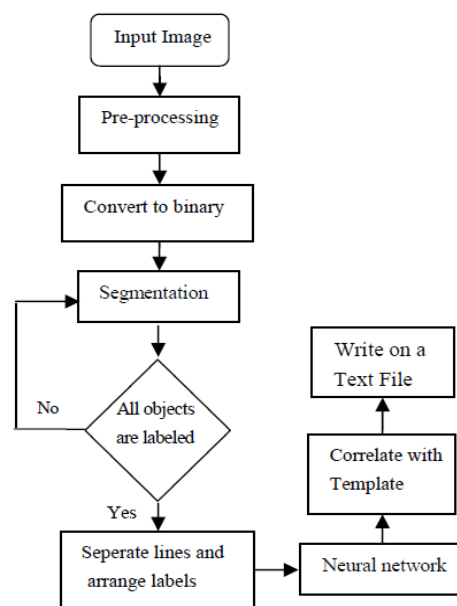 Input Image
Pre-processing
Convert to binary
Segmentation
No
All objects
are labeled
Yes
Seperate lines and
arrange labels
Neural network
Correlate with
Template
Write on a
Text File